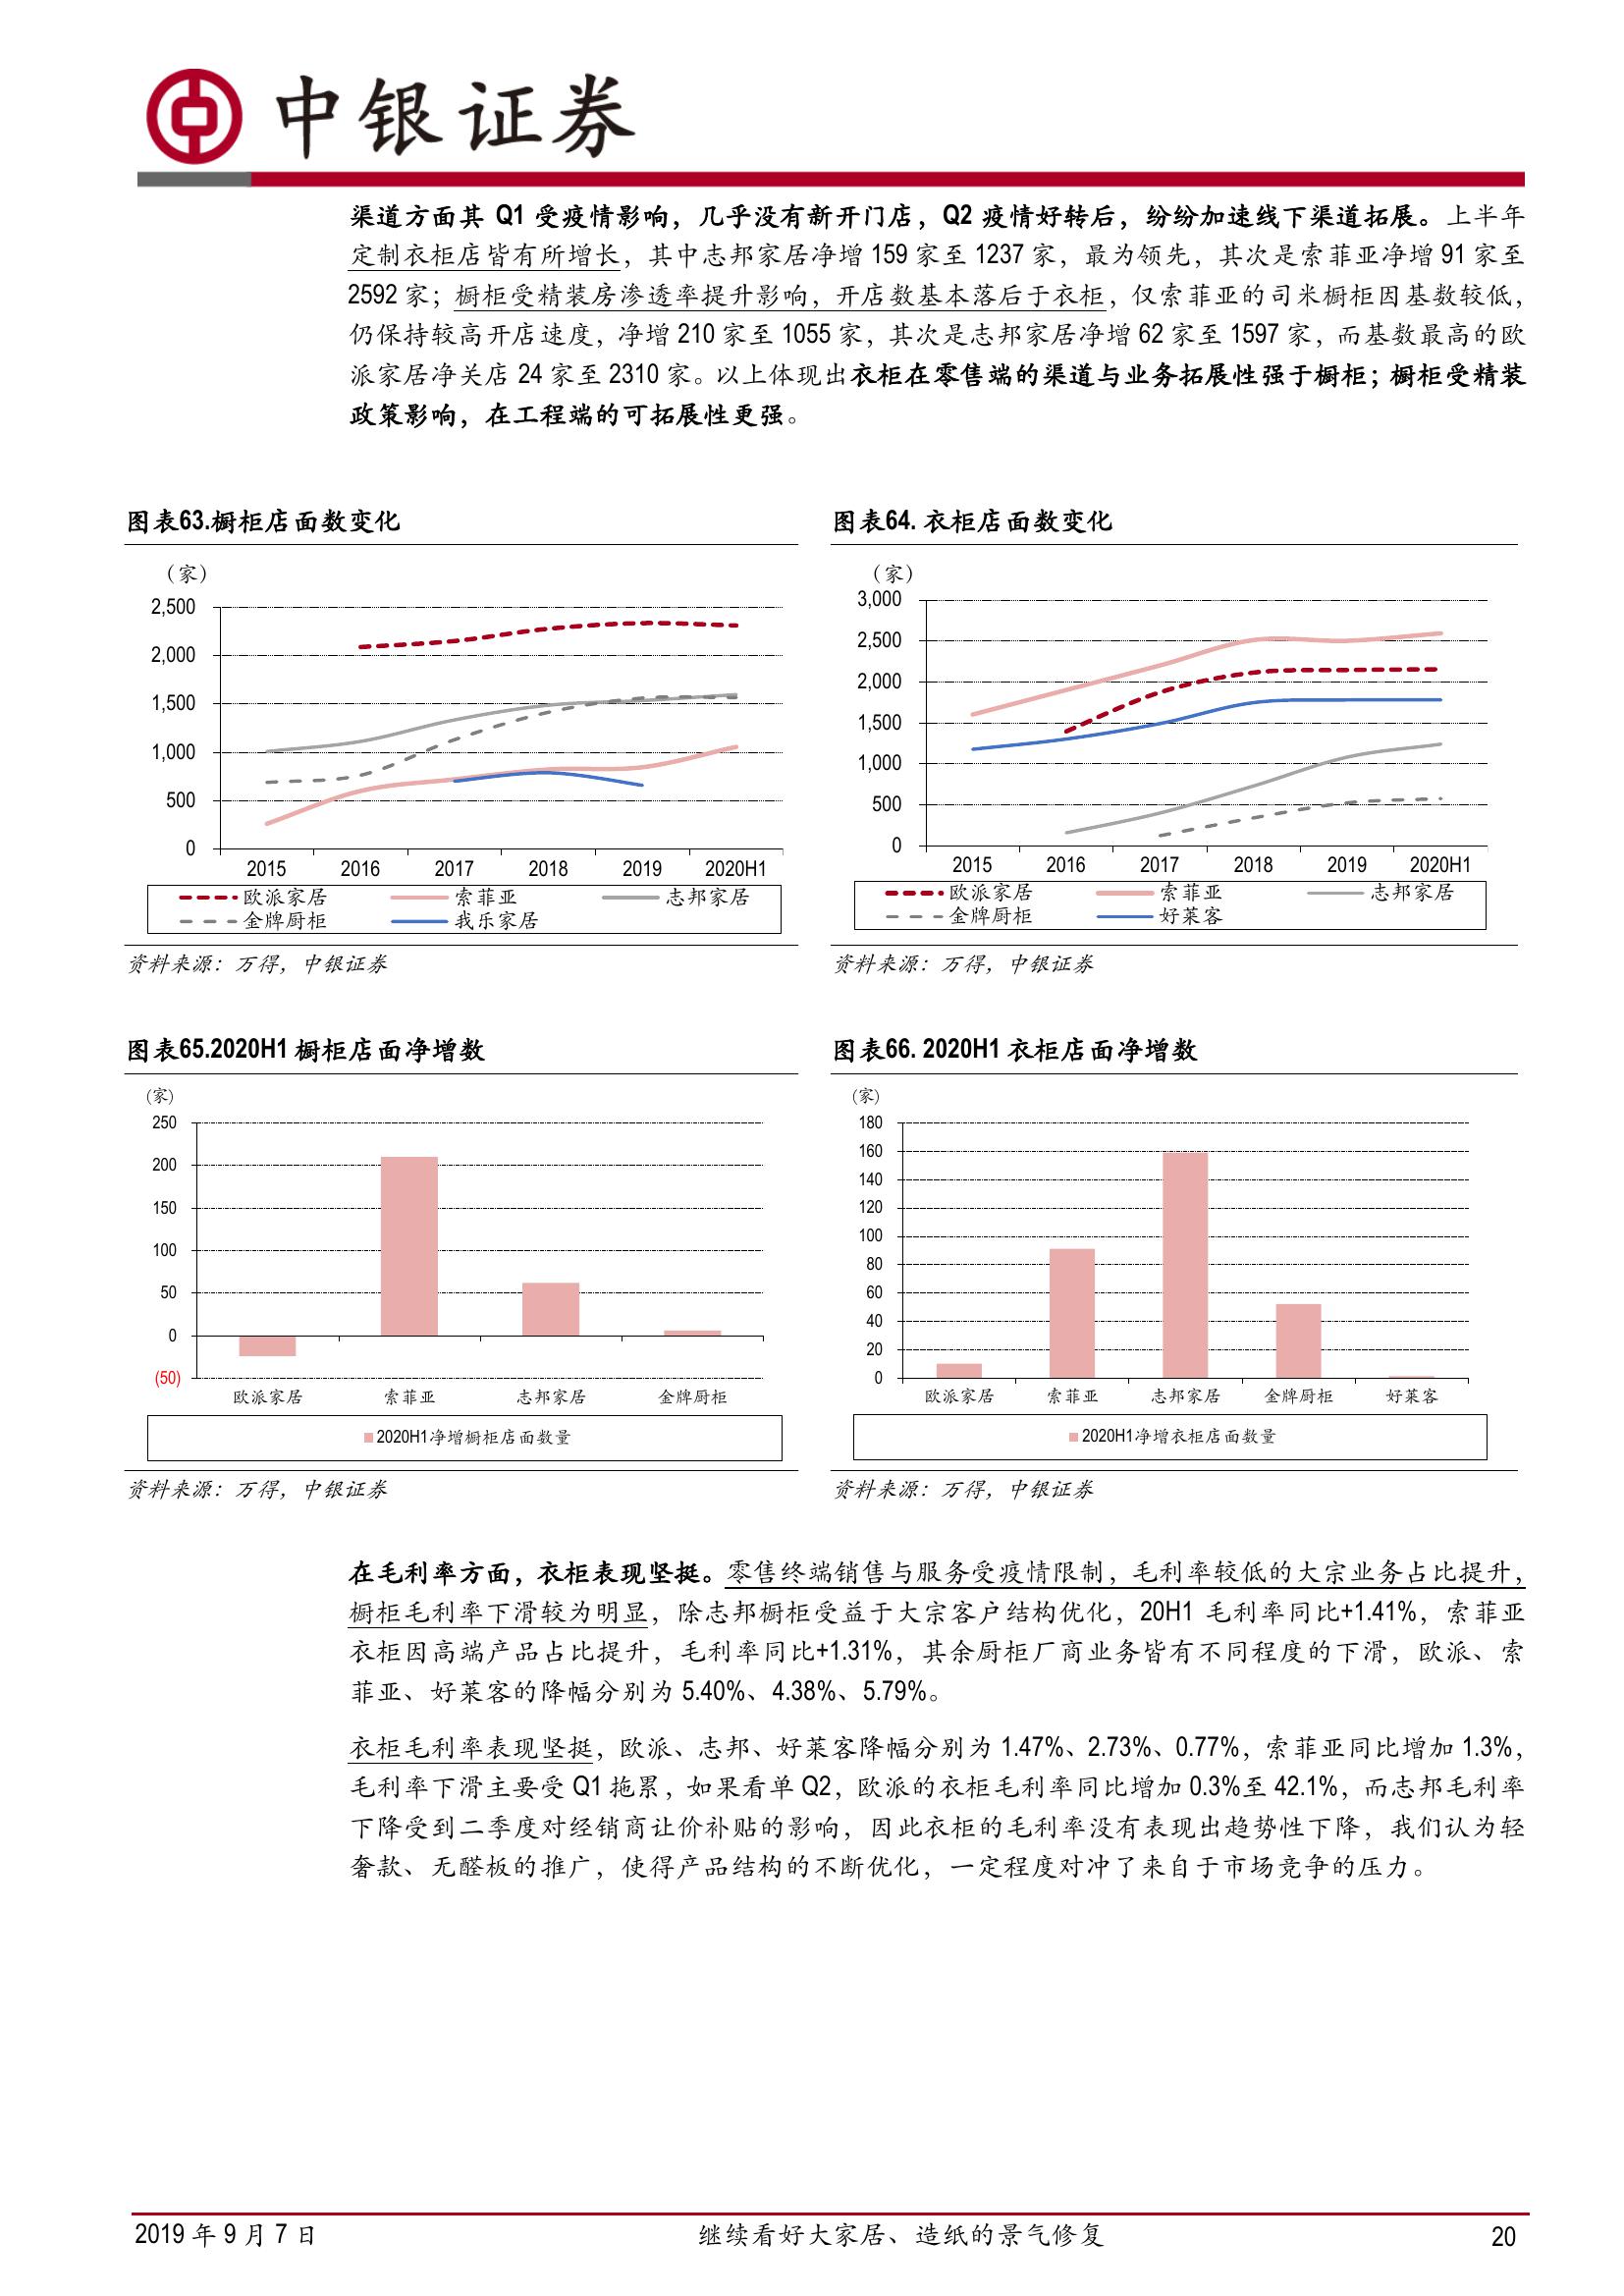 中银证券
渠道方面其 Q1 受疫情影响，几乎没有新开门店，Q2 疫情好转后，纷纷加速线下渠道拓展。上半年
定制衣柜店皆有所增长，其中志邦家居净增 159 家至 1237 家，最为领先，其次是索菲亚净增 91 家至
2592 家；橱柜受精装房渗透率提升影响，开店数基本落后于衣柜，仅索菲亚的司米橱柜因基数较低，
仍保持较高开店速度，净增 210 家至 1055 家，其次是志邦家居净增 62 家至 1597 家，而基数最高的欧
派家居净关店 24 家至 2310 家。以上体现出衣柜在零售端的渠道与业务拓展性强于橱柜；橱柜受精装
政策影响，在工程端的可拓展性更强。
图表63.橱柜店面数变化
（家）
2,500
2,000
1,500
1,000
500
0
2015 2016 2017 2018 2019 2020H1
欧派家居 索菲亚 志邦家居
金牌厨柜 我乐家居
资料来源：万得，中银证券
图表64. 衣柜店面数变化
（家）
3,000
2,500
2,000
1,500
1,000
500
0
2015 2016 2017 2018 2019 2020H1
欧派家居 索菲亚 志邦家居
金牌厨柜 好莱客
资料来源：万得，中银证券
图表65.2020H1 橱柜店面净增数
(家)
250
200
150
100
50
0
(50)
欧派家居 索菲亚 志邦家居 金牌厨柜
2020H1净增橱柜店面数量
资料来源：万得，中银证券
图表66. 2020H1 衣柜店面净增数
(家)
180
160
140
120
100
80
60
40
20
0
欧派家居 索菲亚 志邦家居 金牌厨柜 好莱客
2020H1净增衣柜店面数量
资料来源：万得，中银证券
在毛利率方面，衣柜表现坚挺。零售终端销售与服务受疫情限制，毛利率较低的大宗业务占比提升，
橱柜毛利率下滑较为明显，除志邦橱柜受益于大宗客户结构优化，20H1 毛利率同比+1.41%，索菲亚
衣柜因高端产品占比提升，毛利率同比+1.31%，其余厨柜厂商业务皆有不同程度的下滑，欧派、索
菲亚、好莱客的降幅分别为 5.40%、4.38%、5.79%。
衣柜毛利率表现坚挺，欧派、志邦、好莱客降幅分别为 1.47%、2.73%、0.77%，索菲亚同比增加 1.3%，
毛利率下滑主要受 Q1 拖累，如果看单 Q2，欧派的衣柜毛利率同比增加 0.3%至 42.1%，而志邦毛利率
下降受到二季度对经销商让价补贴的影响，因此衣柜的毛利率没有表现出趋势性下降，我们认为轻
奢款、无醛板的推广，使得产品结构的不断优化，一定程度对冲了来自于市场竞争的压力。
2019 年 9 月 7 日 继续看好大家居、造纸的景气修复 20